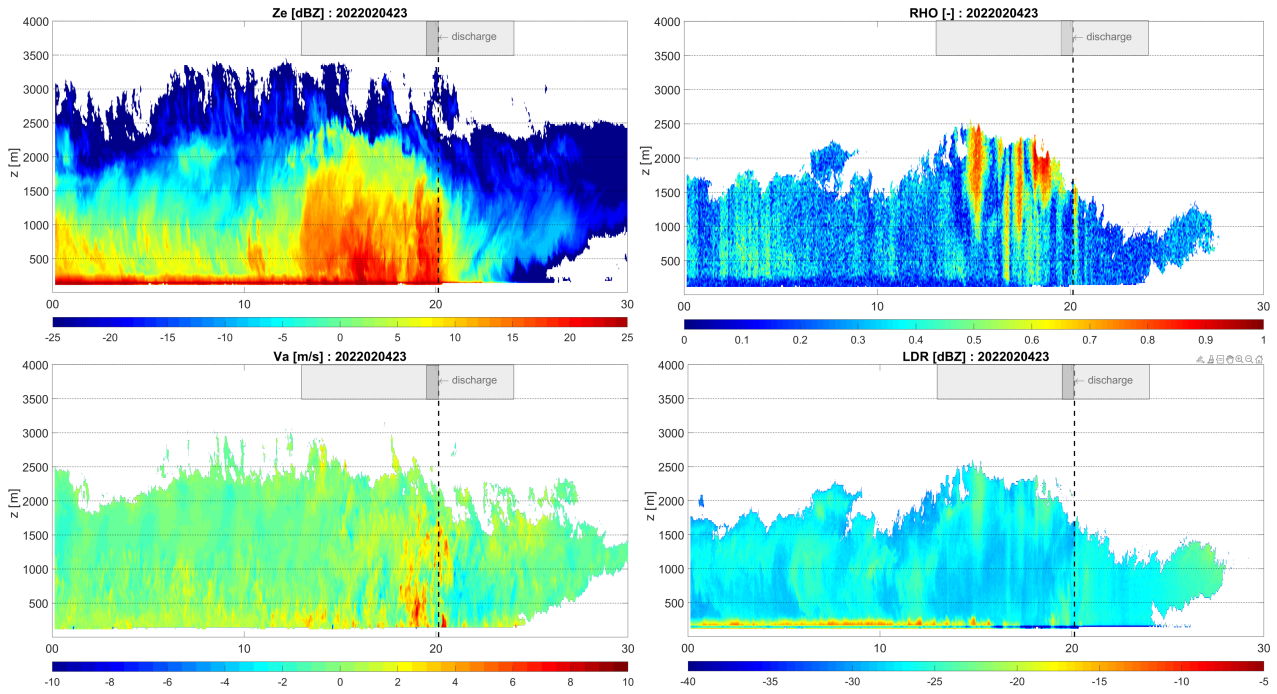 Ze [dBZ] : 2022020423
4000
3500
3000
2500
2000
1500
1000
500
z [m]
← discharge
00 10 20 30
-25 -20 -15 -10 -5 0 5 10 15 20 25
RHO [-] : 2022020423
4000
3500
3000
2500
2000
1500
1000
500
z [m]
← discharge
00 10 20 30
0 0.1 0.2 0.3 0.4 0.5 0.6 0.7 0.8 0.9 1
Va [m/s] : 2022020423
4000
3500
3000
2500
2000
1500
1000
500
z [m]
← discharge
00 10 20 30
-10 -8 -6 -4 -2 0 2 4 6 8 10
LDR [dBZ] : 2022020423
4000
3500
3000
2500
2000
1500
1000
500
z [m]
← discharge
00 10 20 30
-40 -35 -30 -25 -20 -15 -10 -5